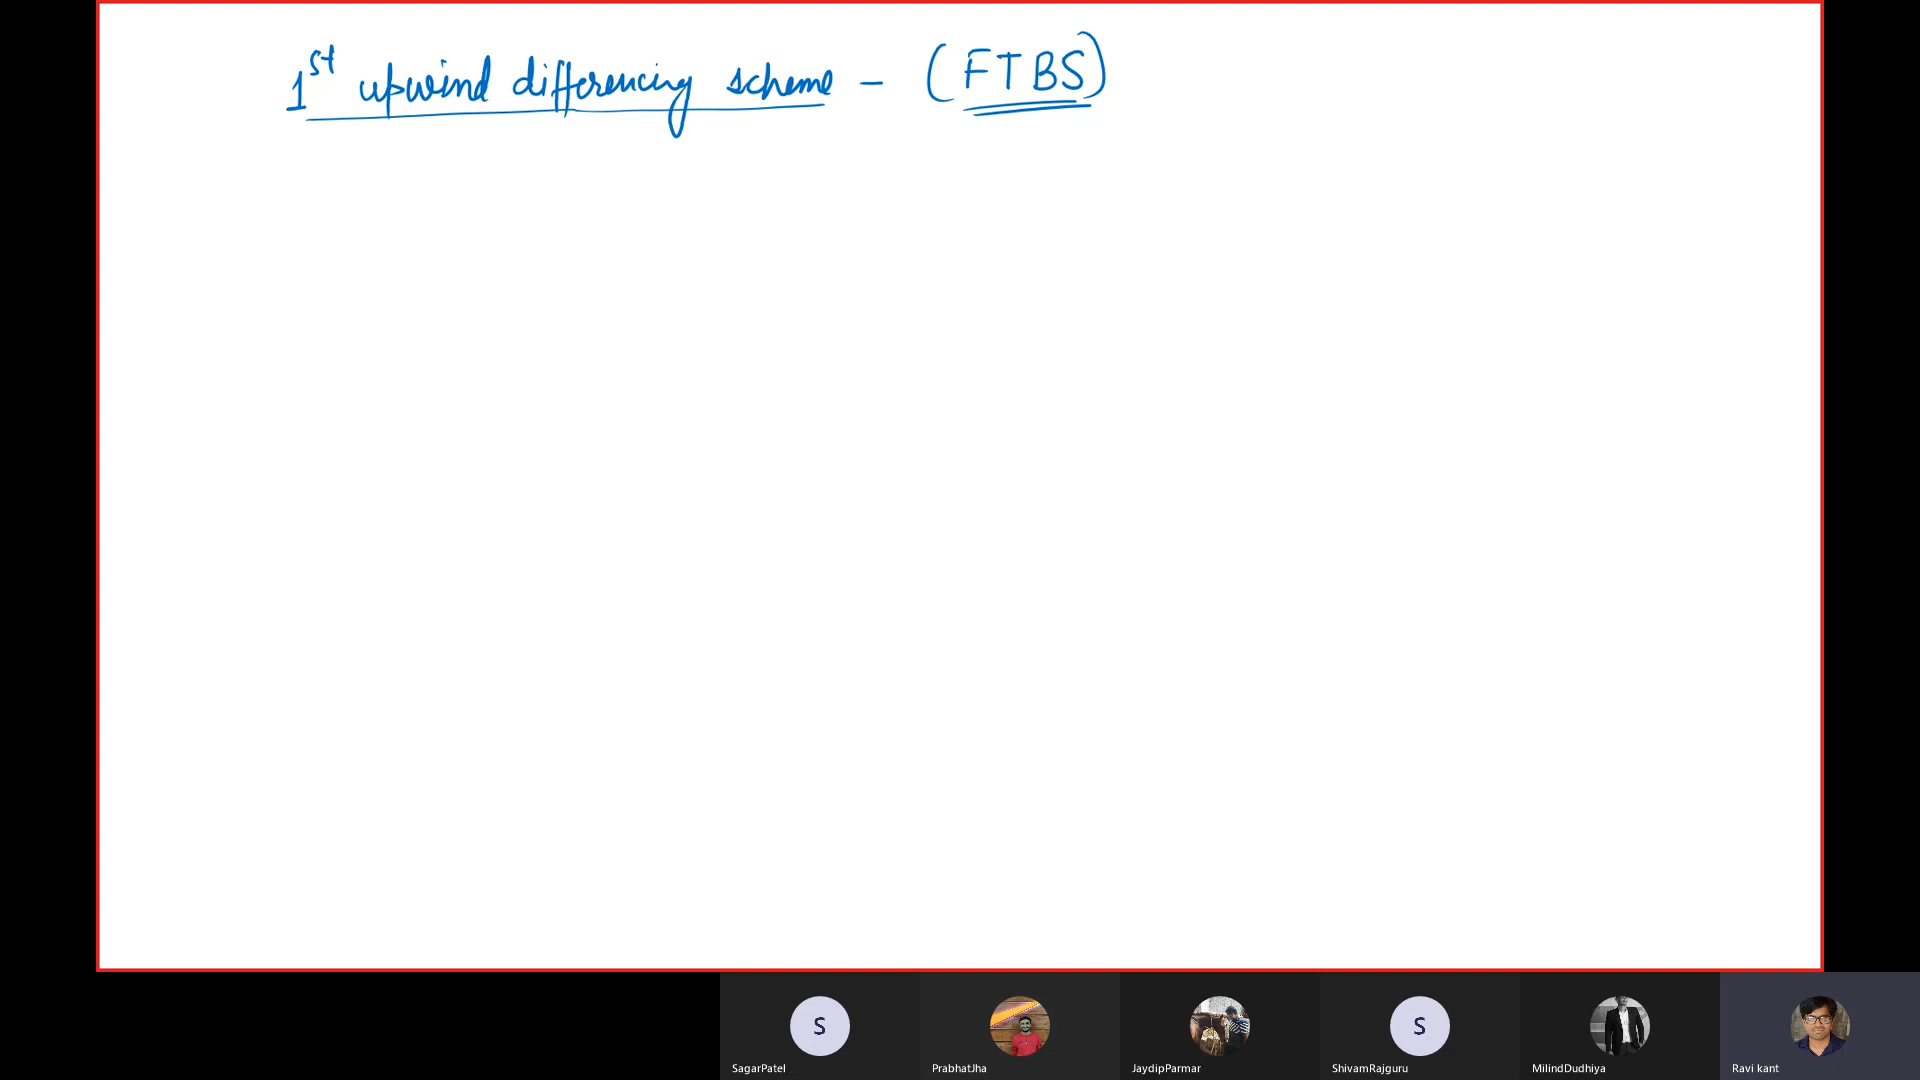 1st upwind differencing scheme - (FTBS)
S
S
SagarPatel
PrabhatJha
JaydipParmar
ShivamRajguru
MilindDudhiya
Ravi kant